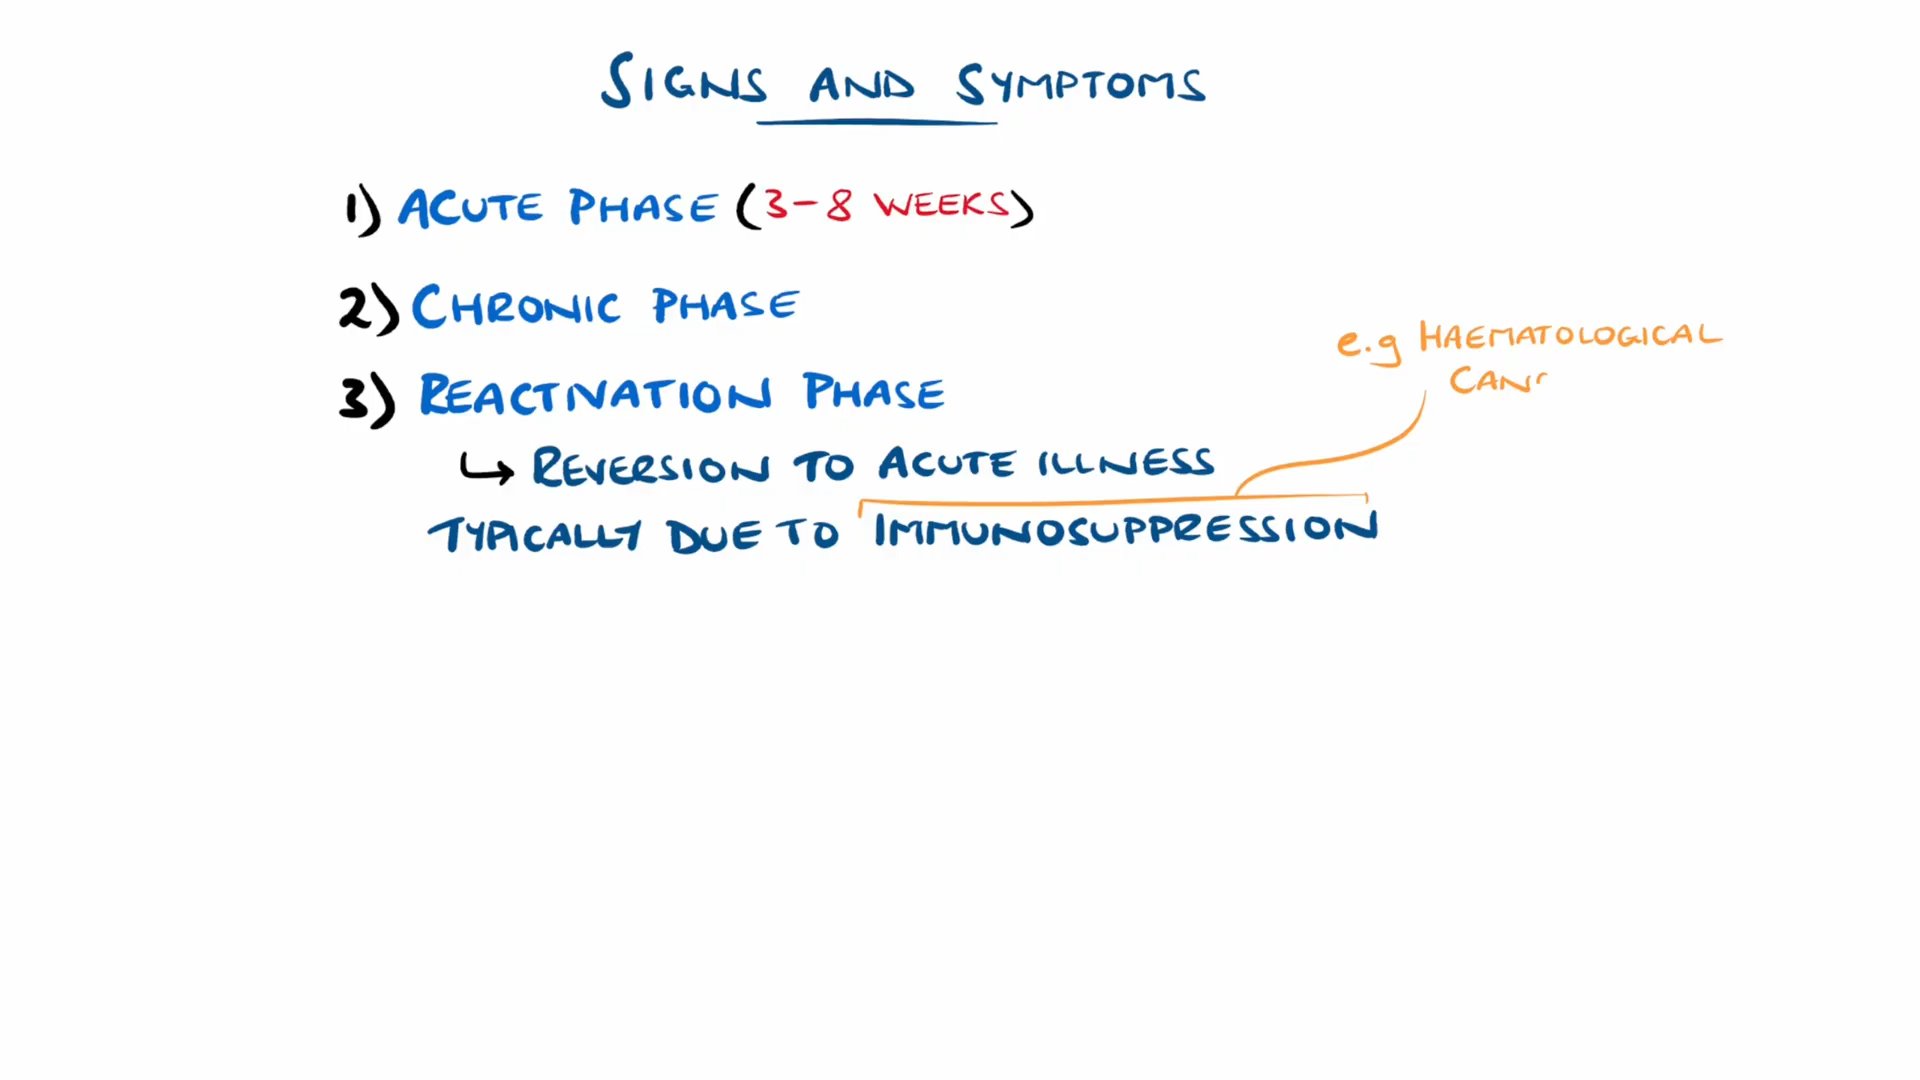 SIGNS AND SYMPTOMS
1) ACUTE PHASE (3-8 WEEKS)
2) CHRONIC PHASE
3) REACTIVATION PHASE
↳ REVERSION TO ACUTE ILLNESS
TYPICALLY DUE TO IMMUNOSUPPRESSION
e.g HAEMATOLOGICAL